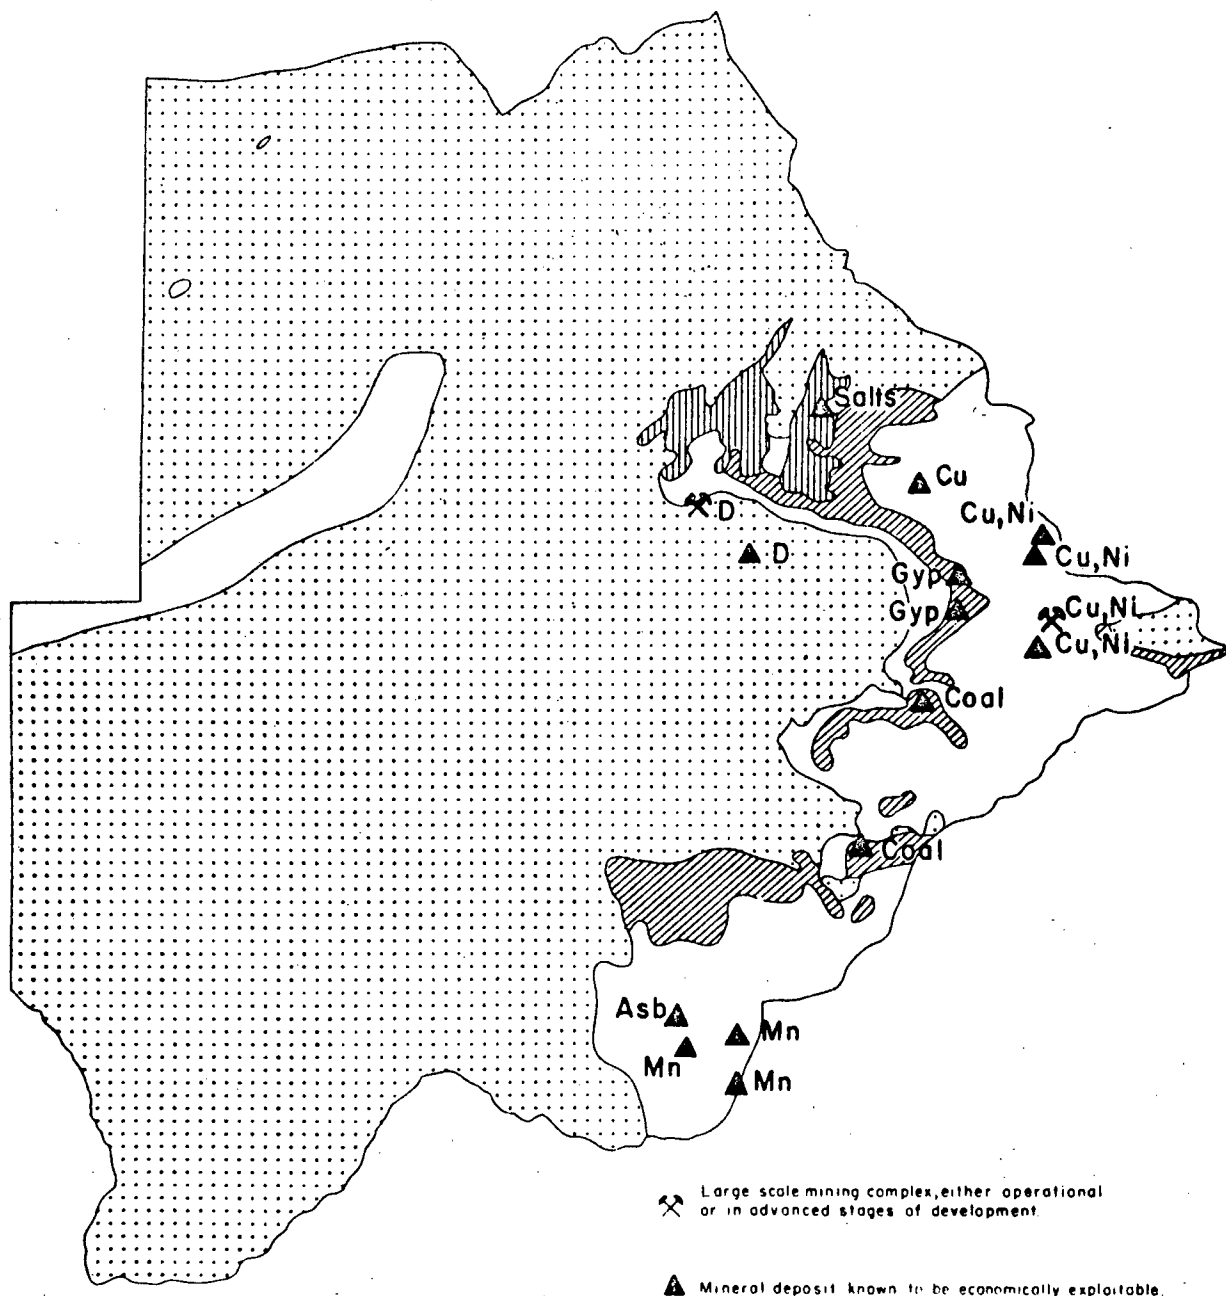 Salts
Cu
Cu,Ni
D
Cu,Ni
D
Gyp
Gyp
Cu,Ni
Cu,Ni
Coal
Coal
Asb
Mn
Mn
Mn
Large scale mining complex, either operational
or in advanced stages of development.
Mineral deposit known to be economically exploitable.